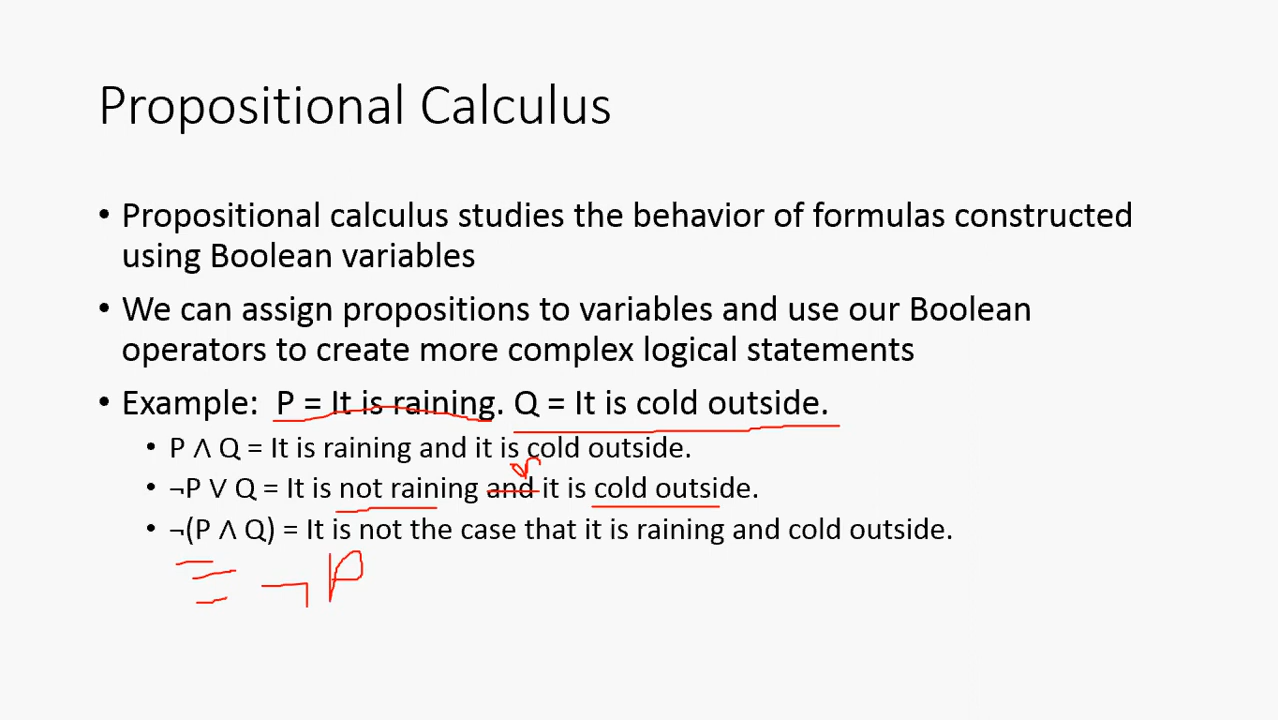 Propositional Calculus
• Propositional calculus studies the behavior of formulas constructed
using Boolean variables
• We can assign propositions to variables and use our Boolean
operators to create more complex logical statements
• Example: P = It is raining. Q = It is cold outside.
• P ∧ Q = It is raining and it is cold outside.
or
• ¬P ∨ Q = It is not raining and it is cold outside.
• ¬(P ∧ Q) = It is not the case that it is raining and cold outside.
≡ ¬ P